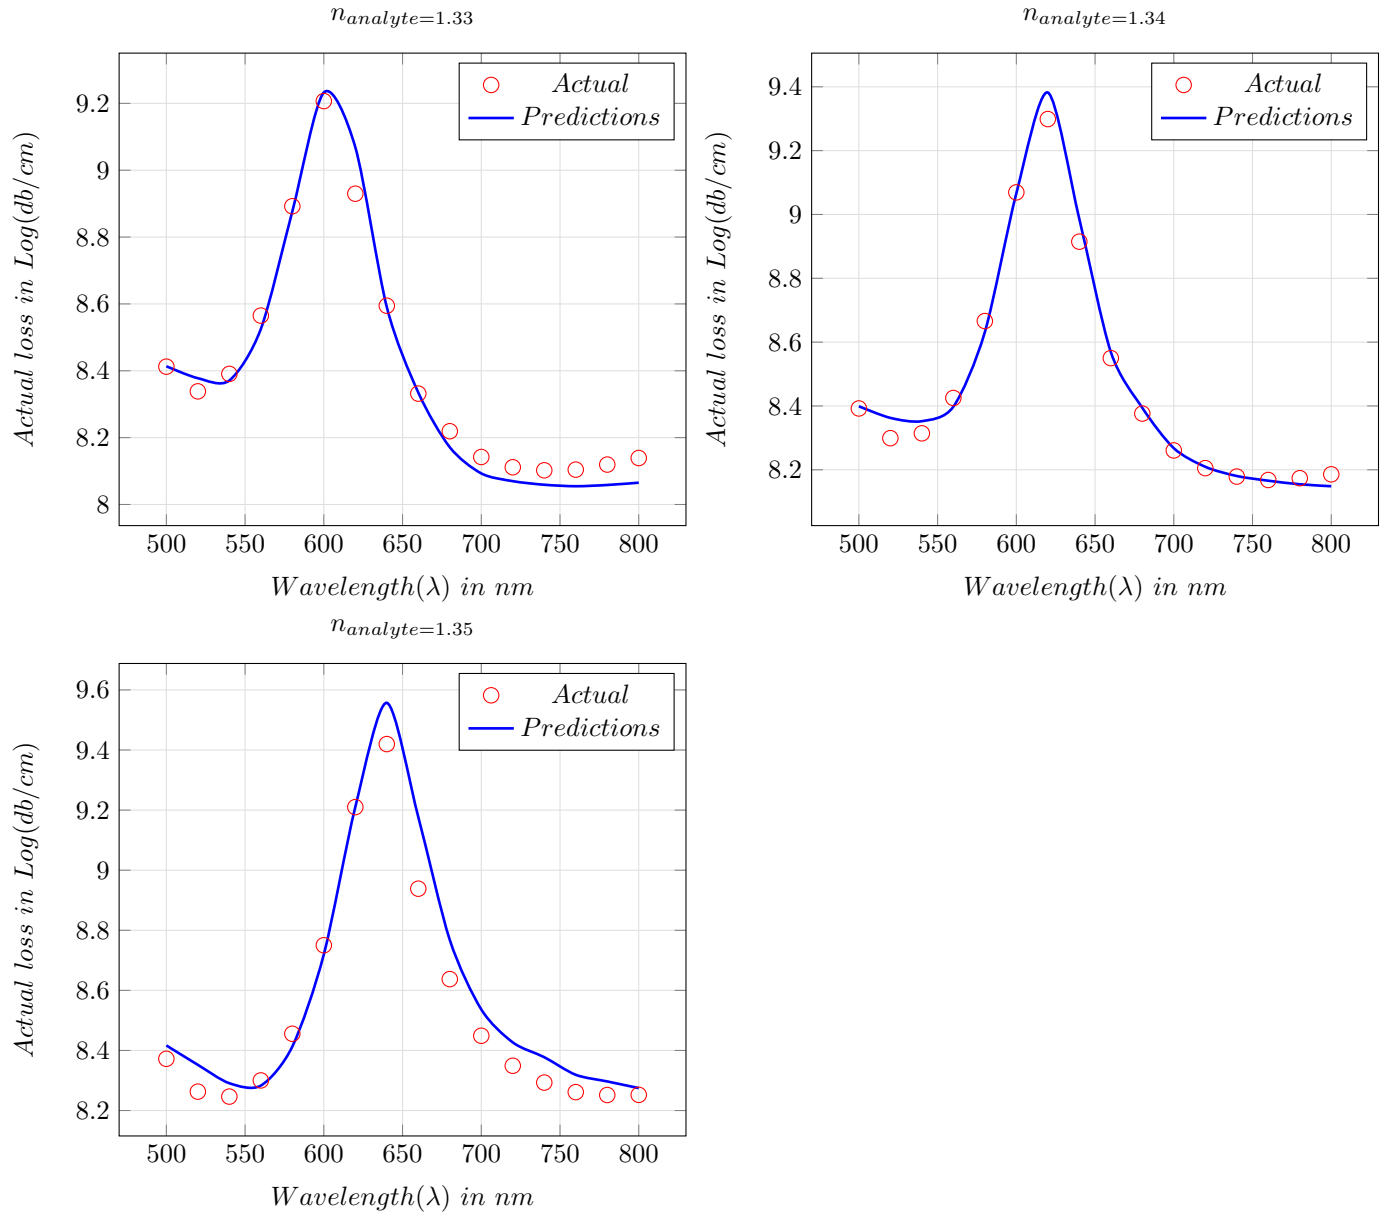 n_{analyte=1.33}
Actual loss in Log(db/cm)
9.2
9
8.8
8.6
8.4
8.2
8
500 550 600 650 700 750 800
Wavelength(λ) in nm
Actual
Predictions
n_{analyte=1.34}
Actual loss in Log(db/cm)
9.4
9.2
9
8.8
8.6
8.4
8.2
500 550 600 650 700 750 800
Wavelength(λ) in nm
Actual
Predictions
n_{analyte=1.35}
Actual loss in Log(db/cm)
9.6
9.4
9.2
9
8.8
8.6
8.4
8.2
500 550 600 650 700 750 800
Wavelength(λ) in nm
Actual
Predictions